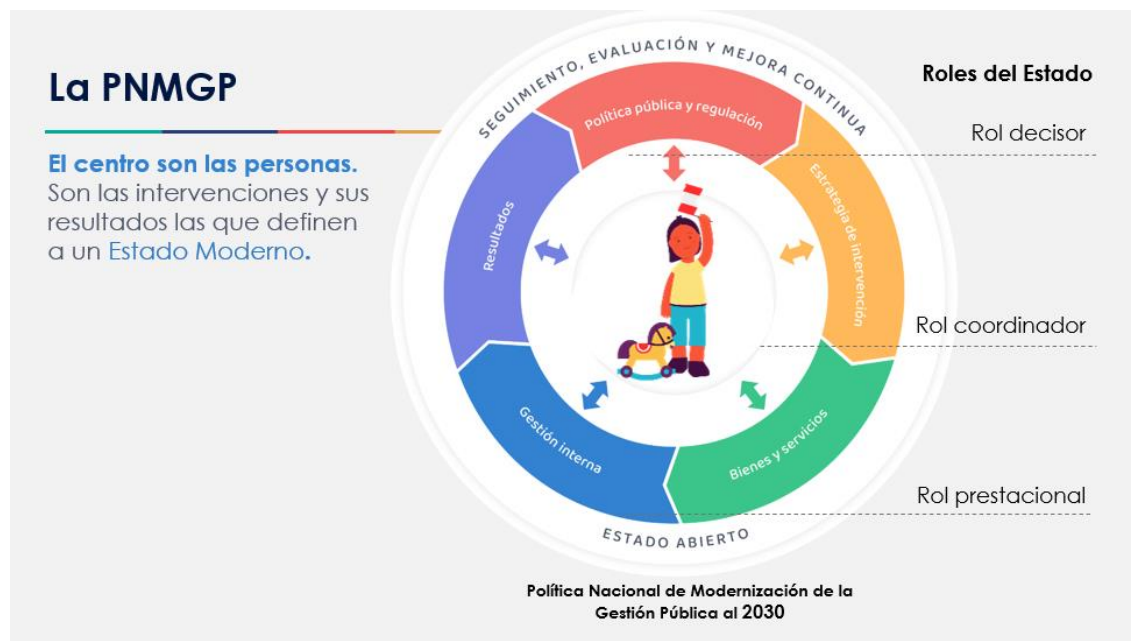 La PNMGP
El centro son las personas.
Son las intervenciones y sus
resultados las que definen
a un Estado Moderno.
SEGUIMIENTO, EVALUACIÓN Y MEJORA CONTINUA
Política pública y regulación
Estrategia de intervención
Bienes y servicios
Gestión interna
Resultados
ESTADO ABIERTO
Roles del Estado
Rol decisor
Rol coordinador
Rol prestacional
Política Nacional de Modernización de la
Gestión Pública al 2030